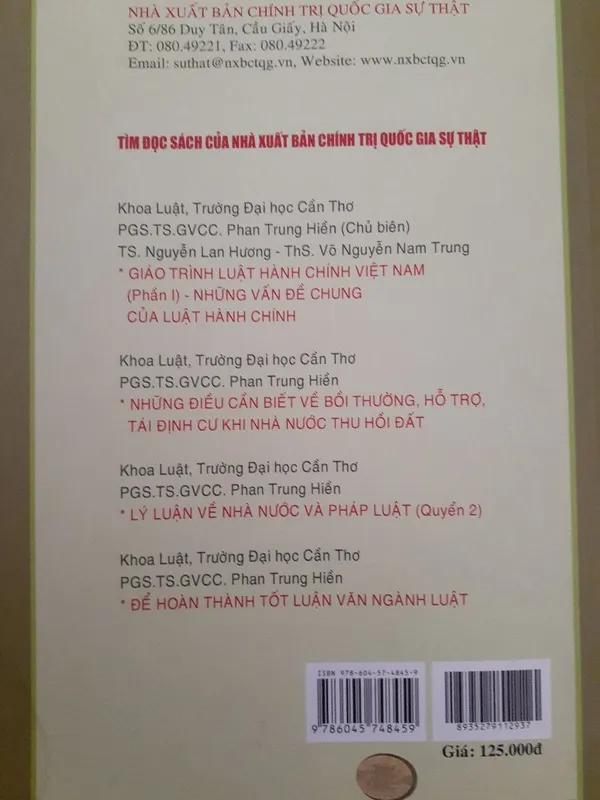 NHÀ XUẤT BẢN CHÍNH TRỊ QUỐC GIA SỰ THẬT
Số 6/86 Duy Tân, Cầu Giấy, Hà Nội
ĐT: 080.49221, Fax: 080.49222
Email: suthat@nxbctqg.vn, Website: www.nxbctqg.vn
TÌM ĐỌC SÁCH CỦA NHÀ XUẤT BẢN CHÍNH TRỊ QUỐC GIA SỰ THẬT
Khoa Luật, Trường Đại học Cần Thơ
PGS.TS.GVCC. Phan Trung Hiền (Chủ biên)
TS. Nguyễn Lan Hương - ThS. Võ Nguyễn Nam Trung
* GIÁO TRÌNH LUẬT HÀNH CHÍNH VIỆT NAM
(Phần I) - NHỮNG VẤN ĐỀ CHUNG
CỦA LUẬT HÀNH CHÍNH
Khoa Luật, Trường Đại học Cần Thơ
PGS.TS.GVCC. Phan Trung Hiền
* NHỮNG ĐIỀU CẦN BIẾT VỀ BỒI THƯỜNG, HỖ TRỢ,
TÁI ĐỊNH CƯ KHI NHÀ NƯỚC THU HỒI ĐẤT
Khoa Luật, Trường Đại học Cần Thơ
PGS.TS.GVCC. Phan Trung Hiền
* LÝ LUẬN VỀ NHÀ NƯỚC VÀ PHÁP LUẬT (Quyển 2)
Khoa Luật, Trường Đại học Cần Thơ
PGS.TS.GVCC. Phan Trung Hiền
* ĐỂ HOÀN THÀNH TỐT LUẬN VĂN NGÀNH LUẬT
ISBN 978-604-57-4845-9
9 786045 748459
8935279112937
Giá: 125.000đ